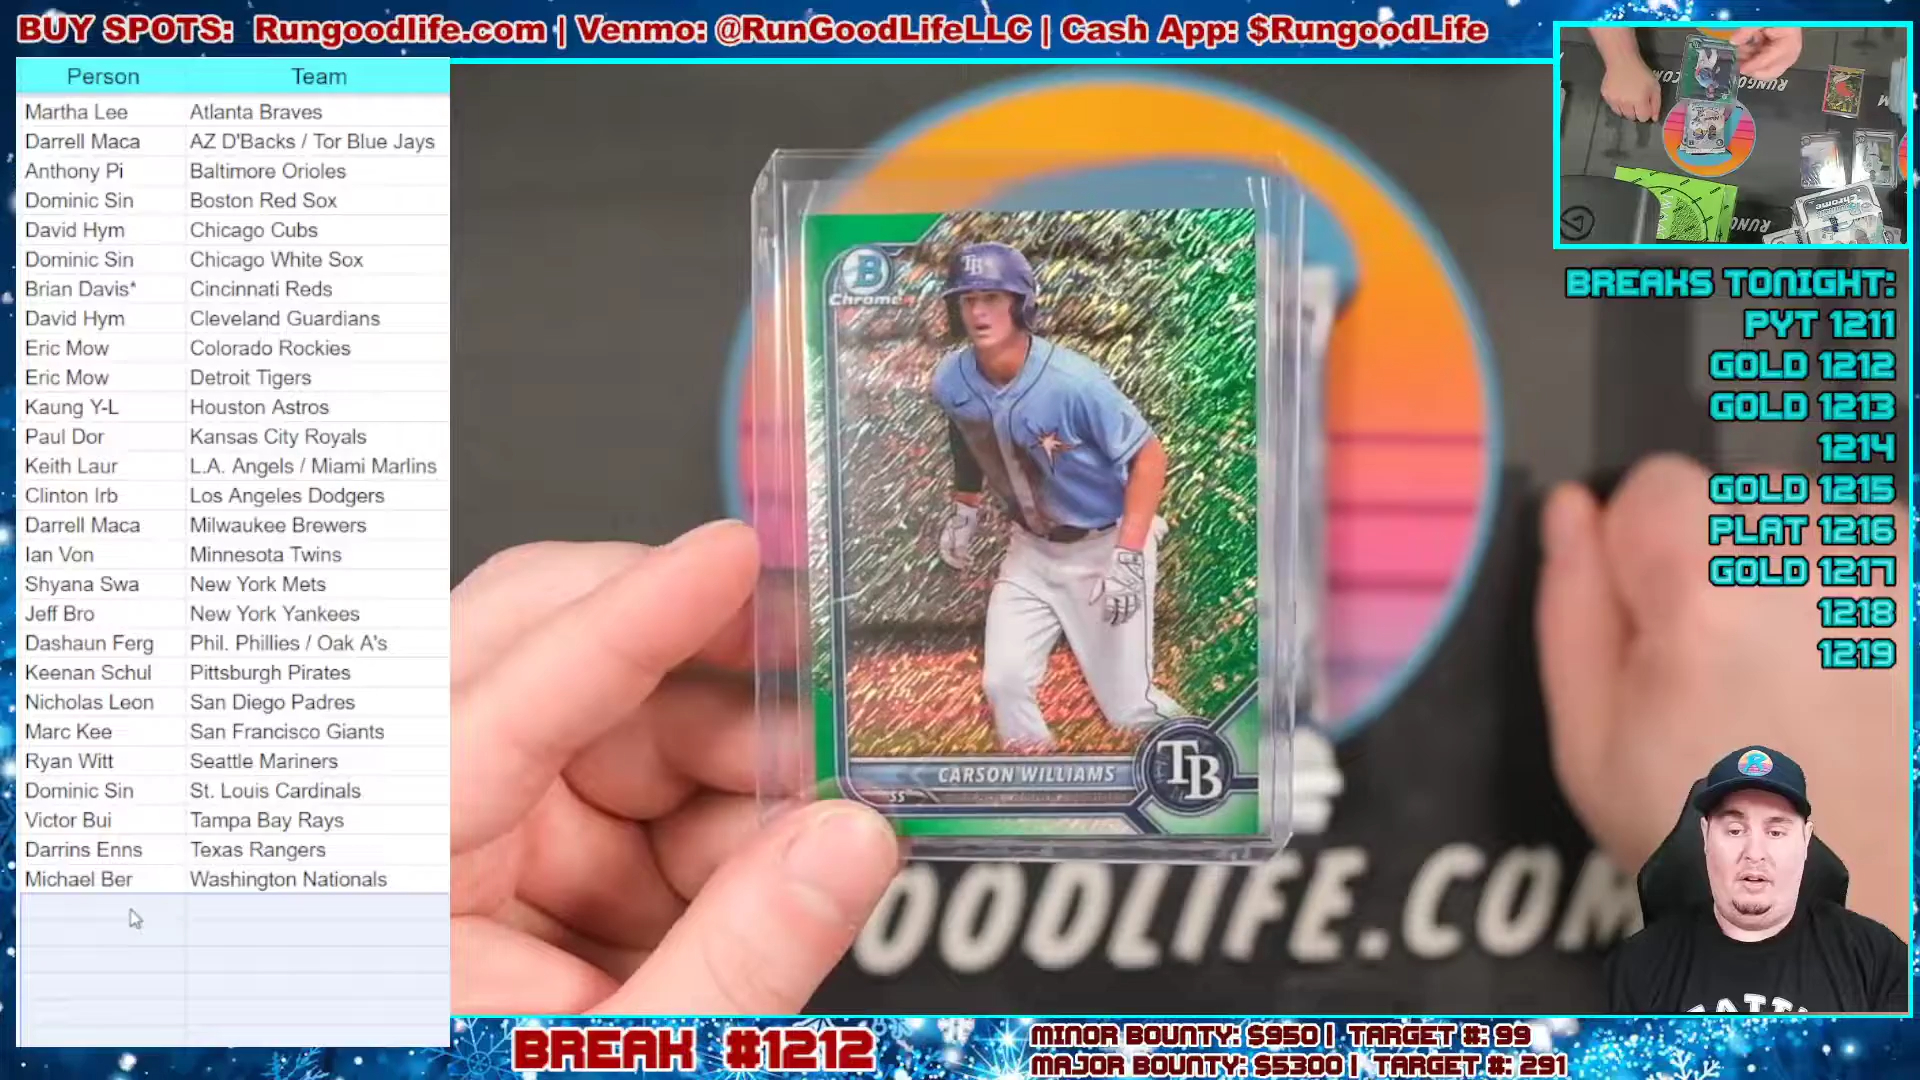 BUY SPOTS: Rungoodlife.com | Venmo: @RunGoodLifeLLC | Cash App: $RungoodLife
Person Team
Martha Lee Atlanta Braves
Darrell Maca AZ D'Backs / Tor Blue Jays
Anthony Pi Baltimore Orioles
Dominic Sin Boston Red Sox
David Hym Chicago Cubs
Dominic Sin Chicago White Sox
Brian Davis* Cincinnati Reds
David Hym Cleveland Guardians
Eric Mow Colorado Rockies
Eric Mow Detroit Tigers
Kaung Y-L Houston Astros
Paul Dor Kansas City Royals
Keith Laur L.A. Angels / Miami Marlins
Clinton Irb Los Angeles Dodgers
Darrell Maca Milwaukee Brewers
Ian Von Minnesota Twins
Shyana Swa New York Mets
Jeff Bro New York Yankees
Dashaun Ferg Phil. Phillies / Oak A's
Keenan Schul Pittsburgh Pirates
Nicholas Leon San Diego Padres
Marc Kee San Francisco Giants
Ryan Witt Seattle Mariners
Dominic Sin St. Louis Cardinals
Victor Bui Tampa Bay Rays
Darrins Enns Texas Rangers
Michael Ber Washington Nationals
B
Chrome
TB
CARSON WILLIAMS
SS
TB
OODLIFE.COM
BREAKS TONIGHT:
PYT 1211
GOLD 1212
GOLD 1213
1214
GOLD 1215
PLAT 1216
GOLD 1217
1218
1219
R
BREAK #1212
MINOR BOUNTY: $950 | TARGET #: 99
MAJOR BOUNTY: $5300 | TARGET #: 291